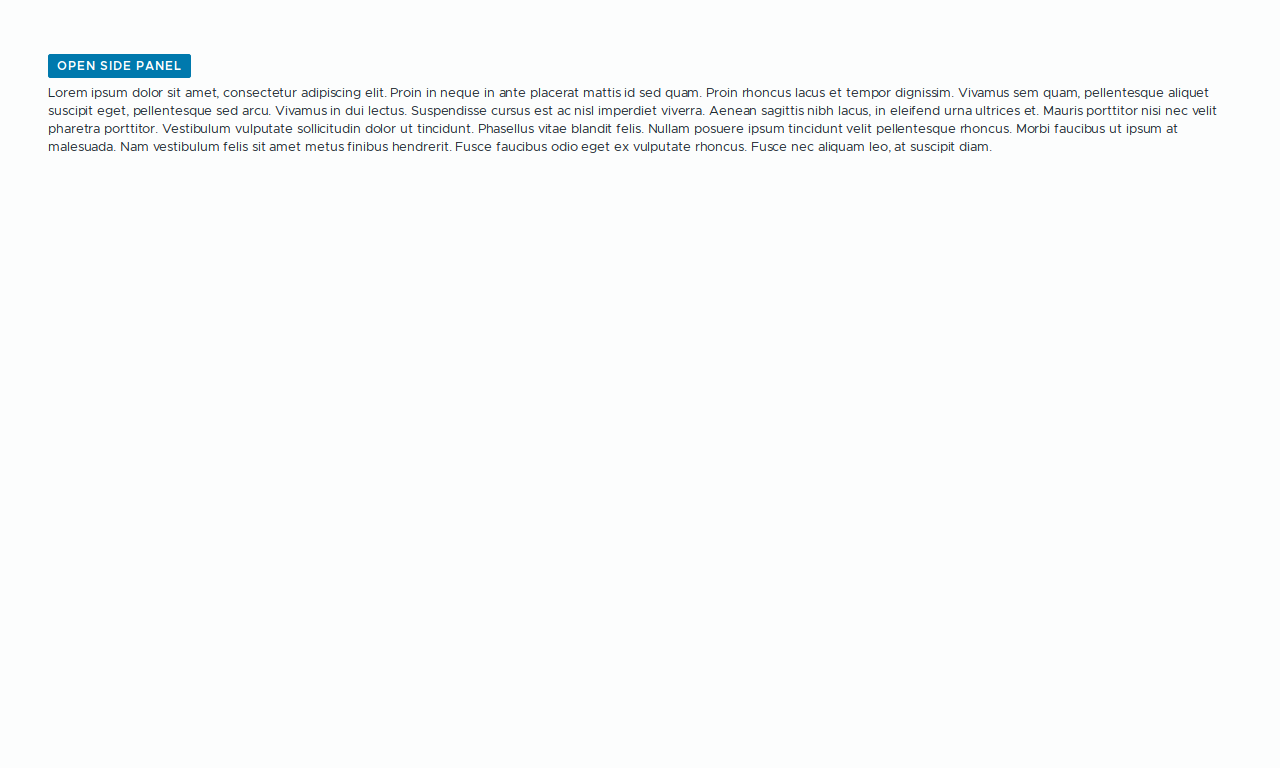 OPEN SIDE PANEL
Lorem ipsum dolor sit amet, consectetur adipiscing elit. Proin in neque in ante placerat mattis id sed quam. Proin rhoncus lacus et tempor dignissim. Vivamus sem quam, pellentesque aliquet
suscipit eget, pellentesque sed arcu. Vivamus in dui lectus. Suspendisse cursus est ac nisl imperdiet viverra. Aenean sagittis nibh lacus, in eleifend urna ultrices et. Mauris porttitor nisi nec velit
pharetra porttitor. Vestibulum vulputate sollicitudin dolor ut tincidunt. Phasellus vitae blandit felis. Nullam posuere ipsum tincidunt velit pellentesque rhoncus. Morbi faucibus ut ipsum at
malesuada. Nam vestibulum felis sit amet metus finibus hendrerit. Fusce faucibus odio eget ex vulputate rhoncus. Fusce nec aliquam leo, at suscipit diam.